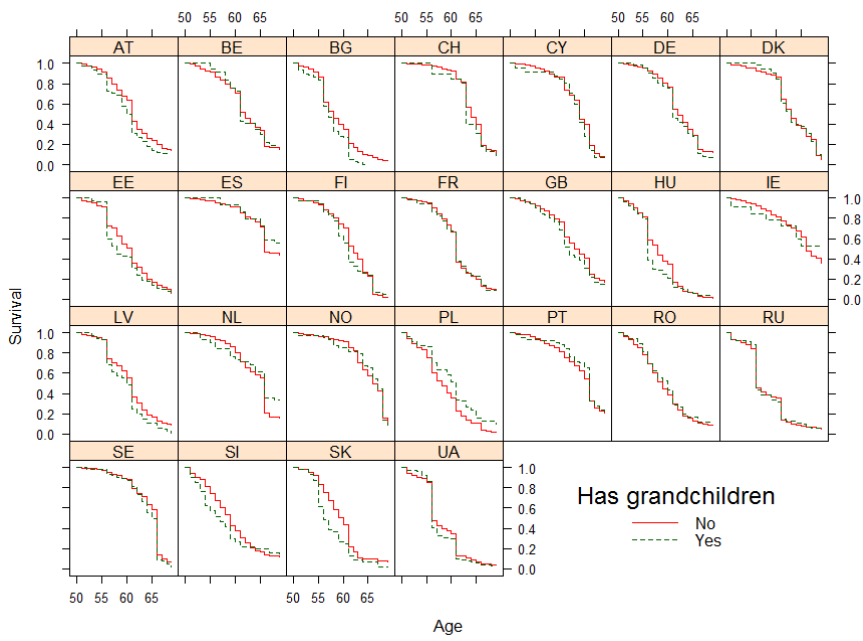 50 55 60 65 50 55 60 65 50 55 60 65
AT BE BG CH CY DE DK
1.0
0.8
0.6
0.4
0.2
0.0
EE ES FI FR GB HU IE
1.0
0.8
0.6
0.4
0.2
0.0
LV NL NO PL PT RO RU
1.0
0.8
0.6
0.4
0.2
0.0
SE SI SK UA
1.0
0.8
0.6
0.4
0.2
0.0
50 55 60 65 50 55 60 65
Survival
Age
Has grandchildren
No
Yes